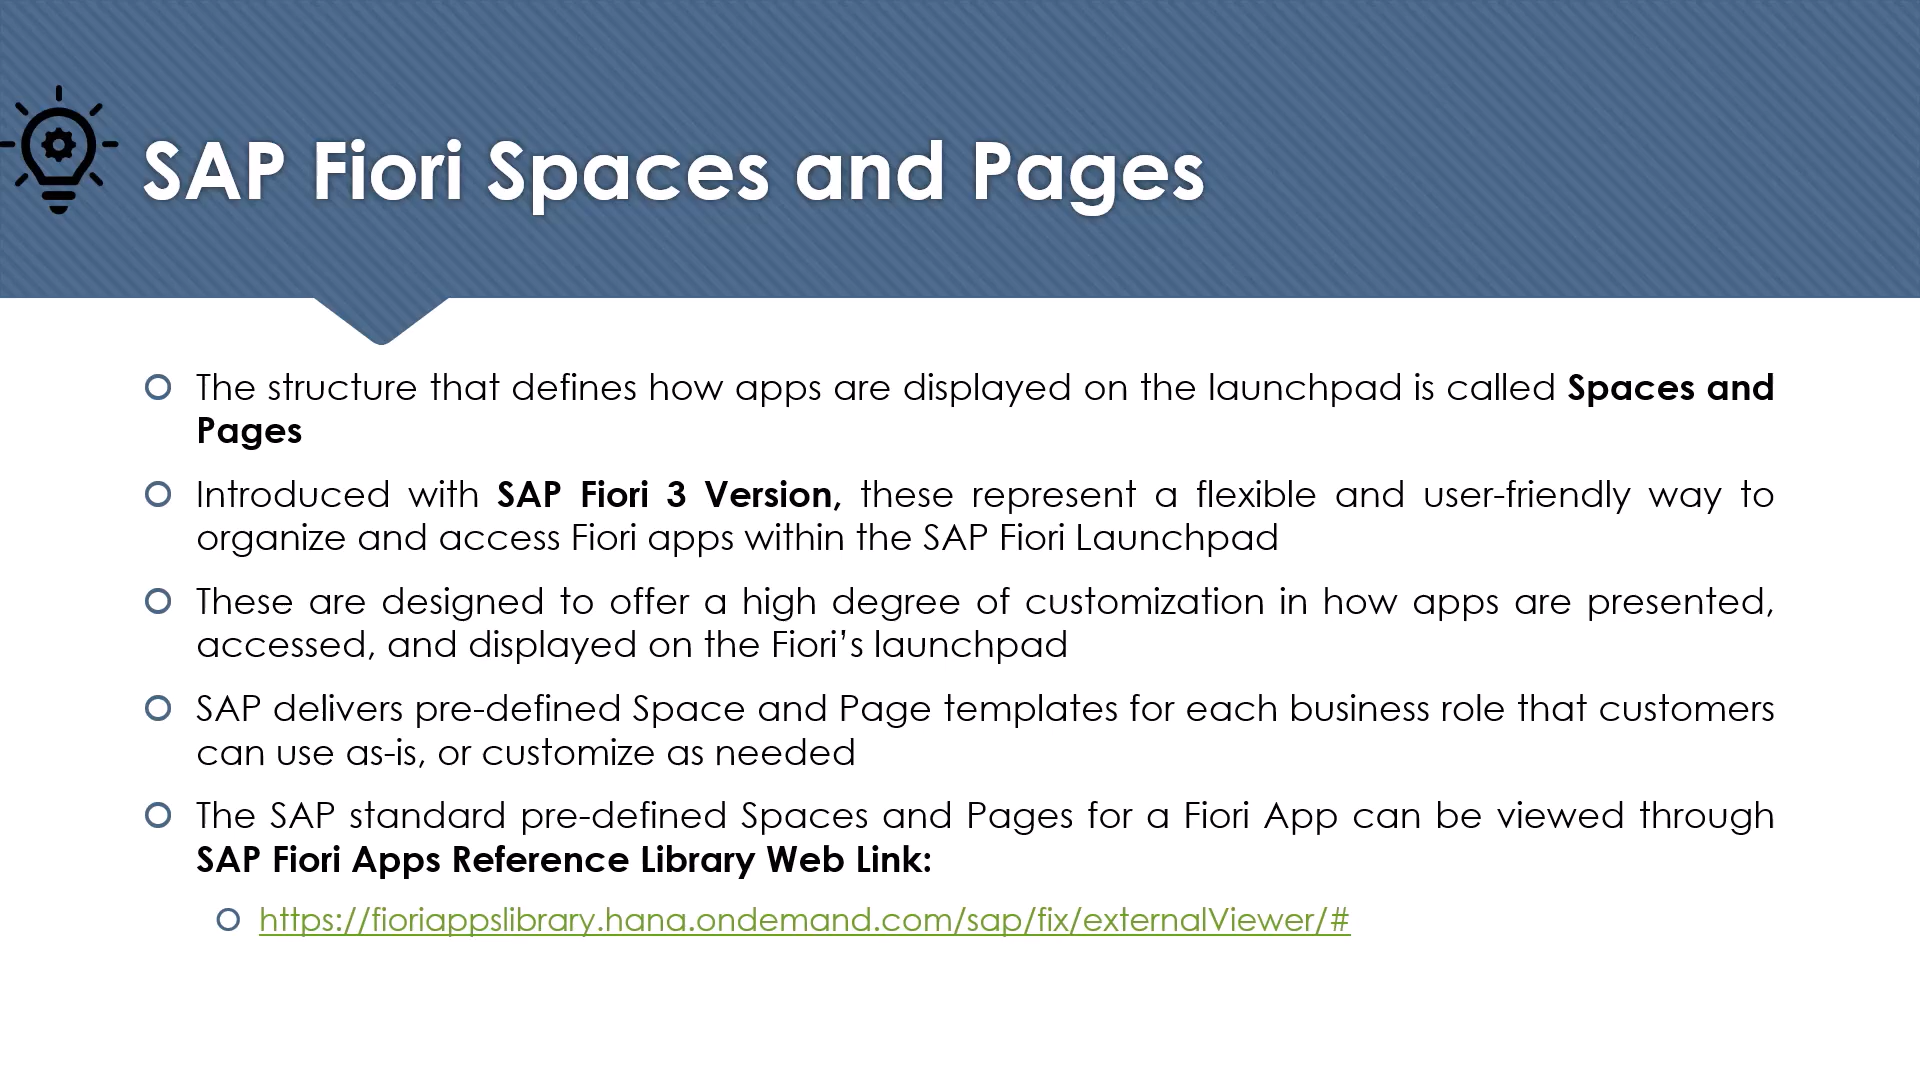 SAP Fiori Spaces and Pages
The structure that defines how apps are displayed on the launchpad is called Spaces and
Pages
Introduced with SAP Fiori 3 Version, these represent a flexible and user-friendly way to
organize and access Fiori apps within the SAP Fiori Launchpad
These are designed to offer a high degree of customization in how apps are presented,
accessed, and displayed on the Fiori’s launchpad
SAP delivers pre-defined Space and Page templates for each business role that customers
can use as-is, or customize as needed
The SAP standard pre-defined Spaces and Pages for a Fiori App can be viewed through
SAP Fiori Apps Reference Library Web Link:
https://fioriappslibrary.hana.ondemand.com/sap/fix/externalViewer/#